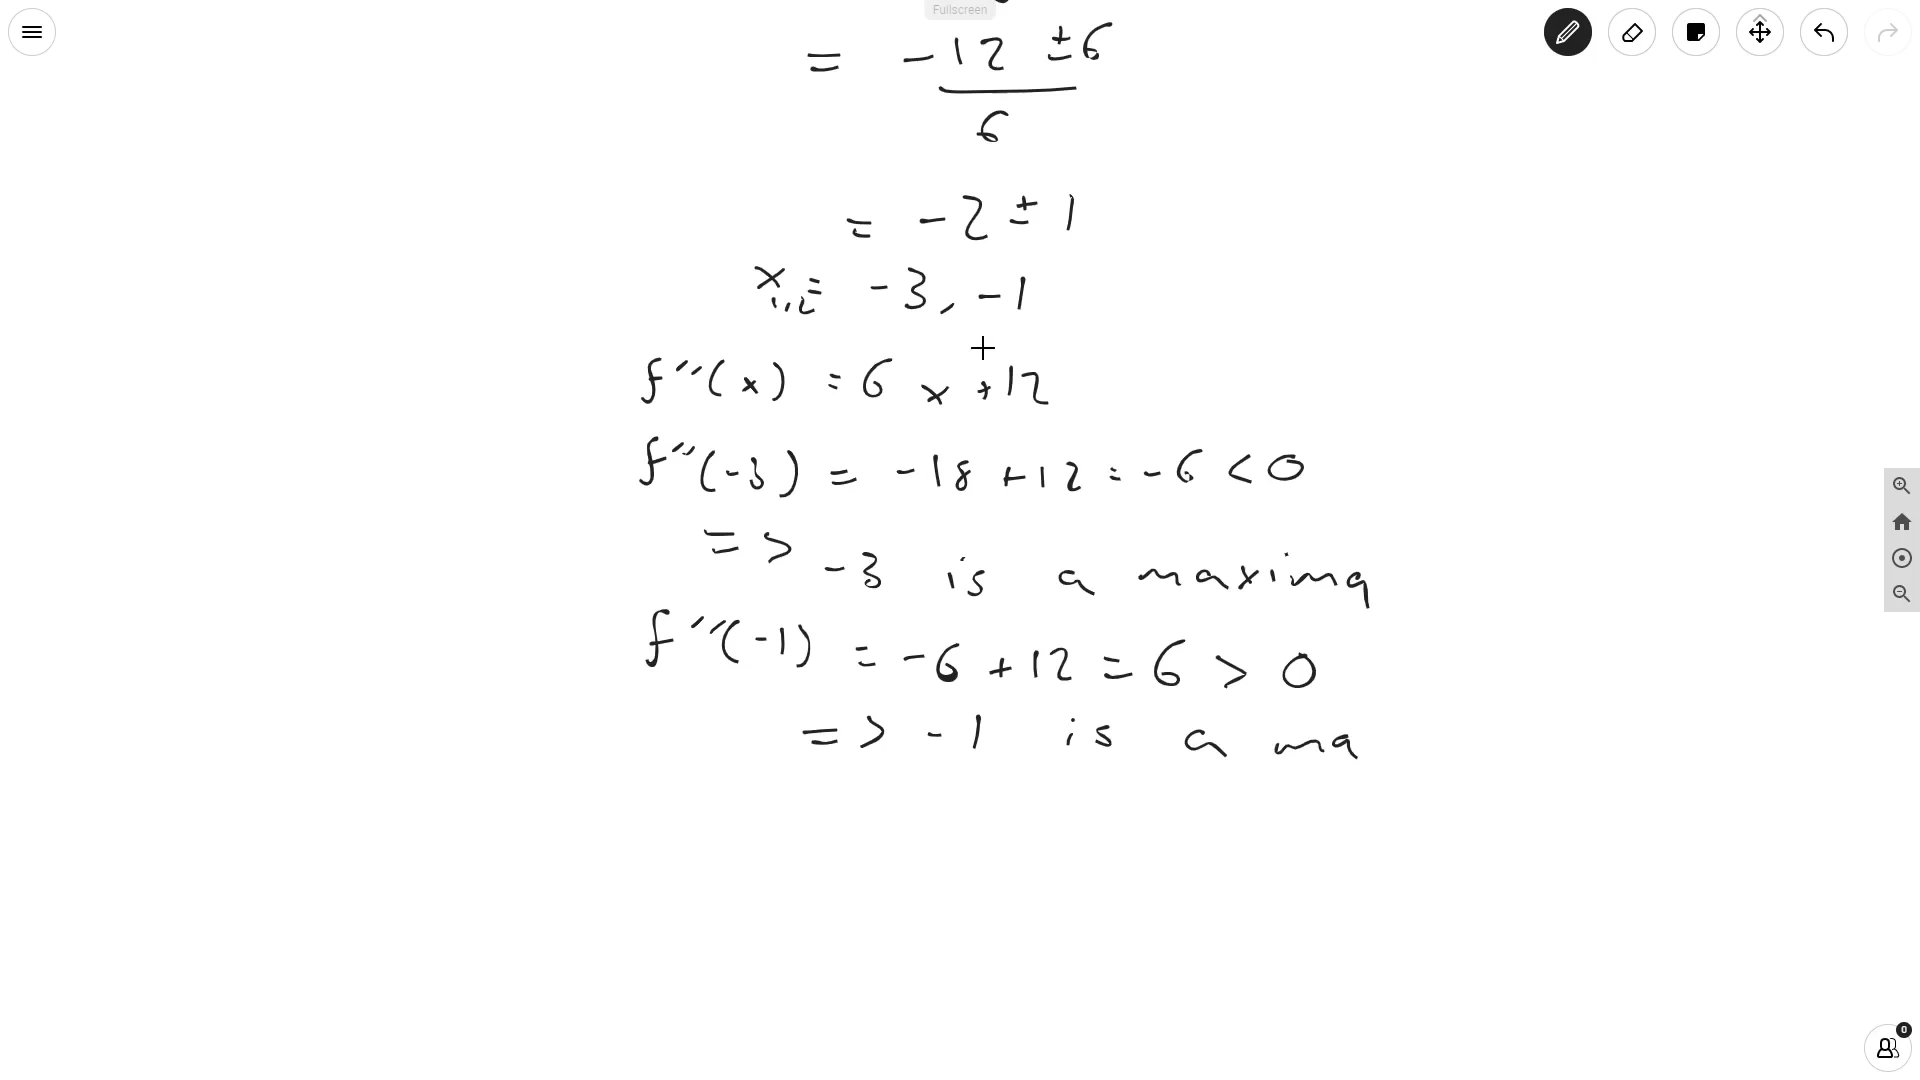 Fullscreen
= -12 ±6
6
= -2 ± 1
x1,2 = -3, -1
f''(x) = 6x +12
f''(-3) = -18 +12 = -6 < 0
=> -3 is a maxima
f''(-1) = -6 +12 = 6 > 0
=> -1 is a ma
0